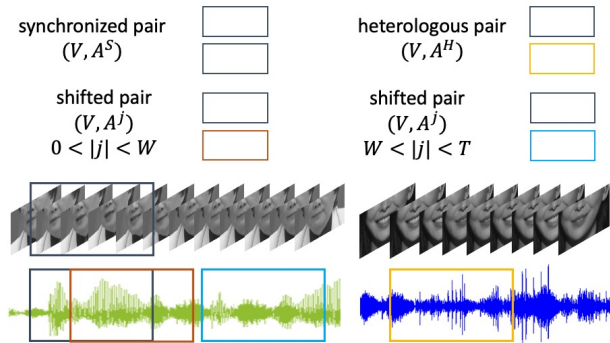 synchronized pair
(V, A^S)
shifted pair
(V, A^j)
0 < |j| < W
heterologous pair
(V, A^H)
shifted pair
(V, A^j)
W < |j| < T